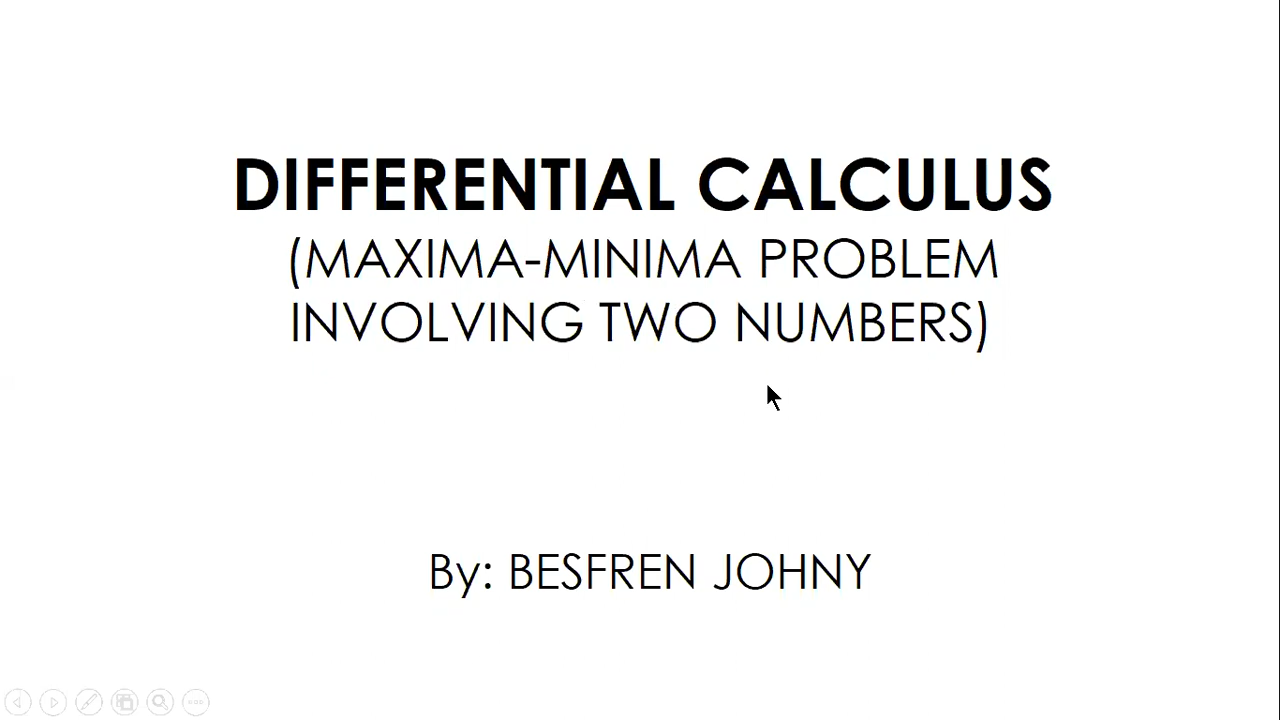 DIFFERENTIAL CALCULUS
(MAXIMA-MINIMA PROBLEM
INVOLVING TWO NUMBERS)
By: BESFREN JOHNY